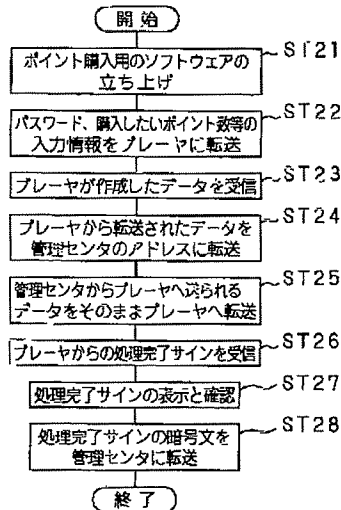 開始
ポイント購入用のソフトウェアの
立ち上げ
ST21
パスワード、購入したいポイント数等の
入力情報をプレーヤに転送
ST22
プレーヤが作成したデータを受信
ST23
プレーヤから転送されたデータを
管理センタのアドレスに転送
ST24
管理センタからプレーヤへ送られる
データをそのままプレーヤへ転送
ST25
プレーヤからの処理完了サインを受信
ST26
処理完了サインの表示と確認
ST27
処理完了サインの暗号文を
管理センタに転送
ST28
終了